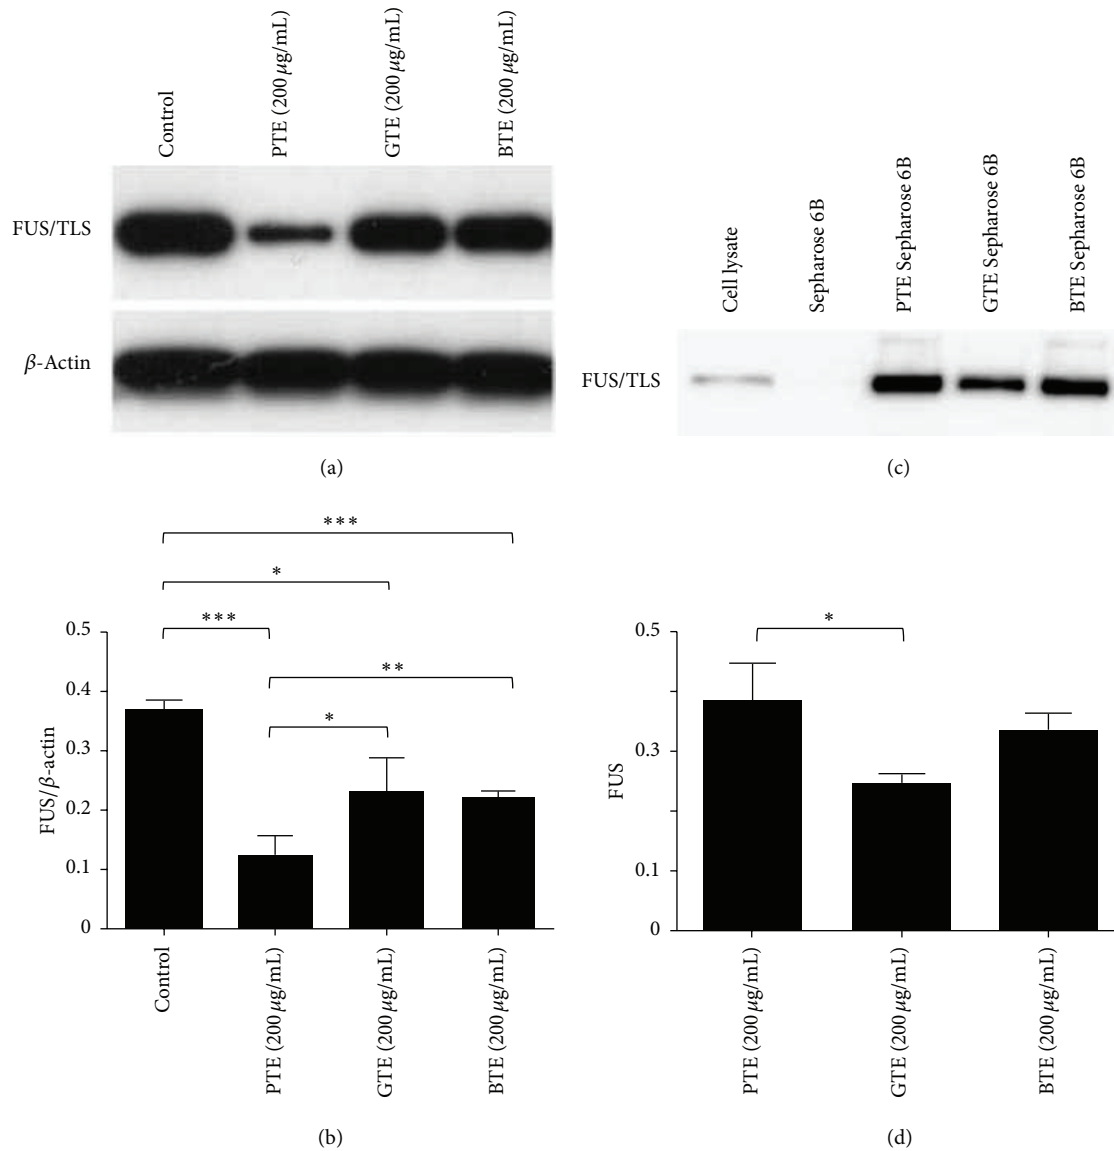 Control
PTE (200 μg/mL)
GTE (200 μg/mL)
BTE (200 μg/mL)
FUS/TLS
β-Actin
(a)
Cell lysate
Sepharose 6B
PTE Sepharose 6B
GTE Sepharose 6B
BTE Sepharose 6B
FUS/TLS
(c)
***
*
***
**
*
0.5
0.4
0.3
0.2
0.1
0
FUS/β-actin
Control
PTE (200 μg/mL)
GTE (200 μg/mL)
BTE (200 μg/mL)
(b)
*
0.5
0.3
0.1
0
FUS
PTE (200 μg/mL)
GTE (200 μg/mL)
BTE (200 μg/mL)
(d)